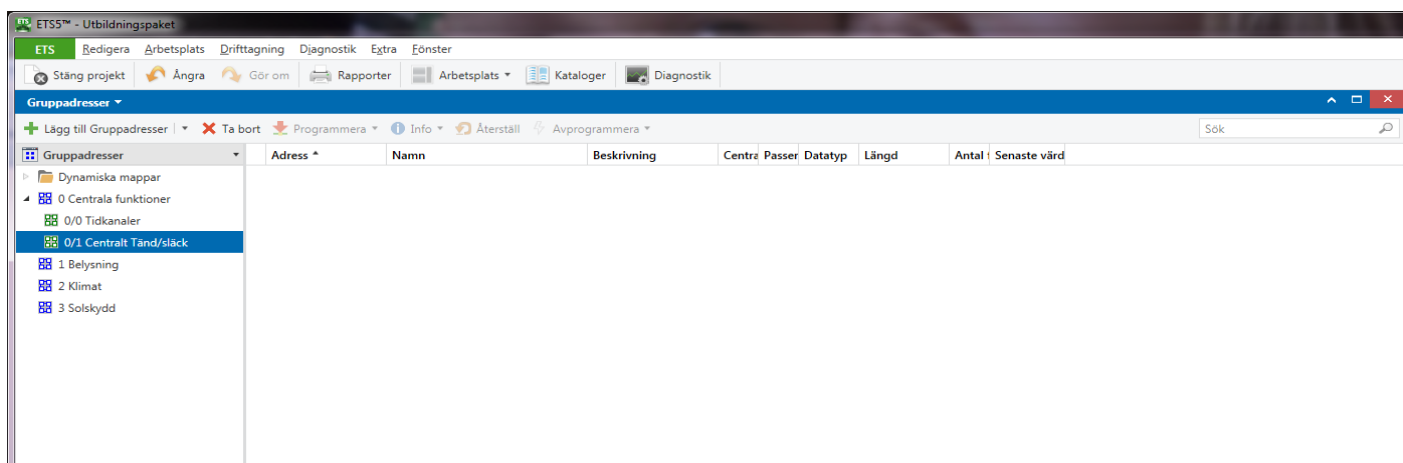 ETS5™ - Utbildningspaket
ETS Redigera Arbetsplats Drifttagning Diagnostik Extra Fönster
Stäng projekt Ångra Gör om Rapporter Arbetsplats Kataloger Diagnostik
Gruppadresser
Lägg till Gruppadresser Ta bort Programmera Info Återställ Avprogrammera Sök
Gruppadresser Adress Namn Beskrivning Centra Passer Datatyp Längd Antal Senaste värd
Dynamiska mappar
0 Centrala funktioner
0/0 Tidkanaler
0/1 Centralt Tänd/släck
1 Belysning
2 Klimat
3 Solskydd